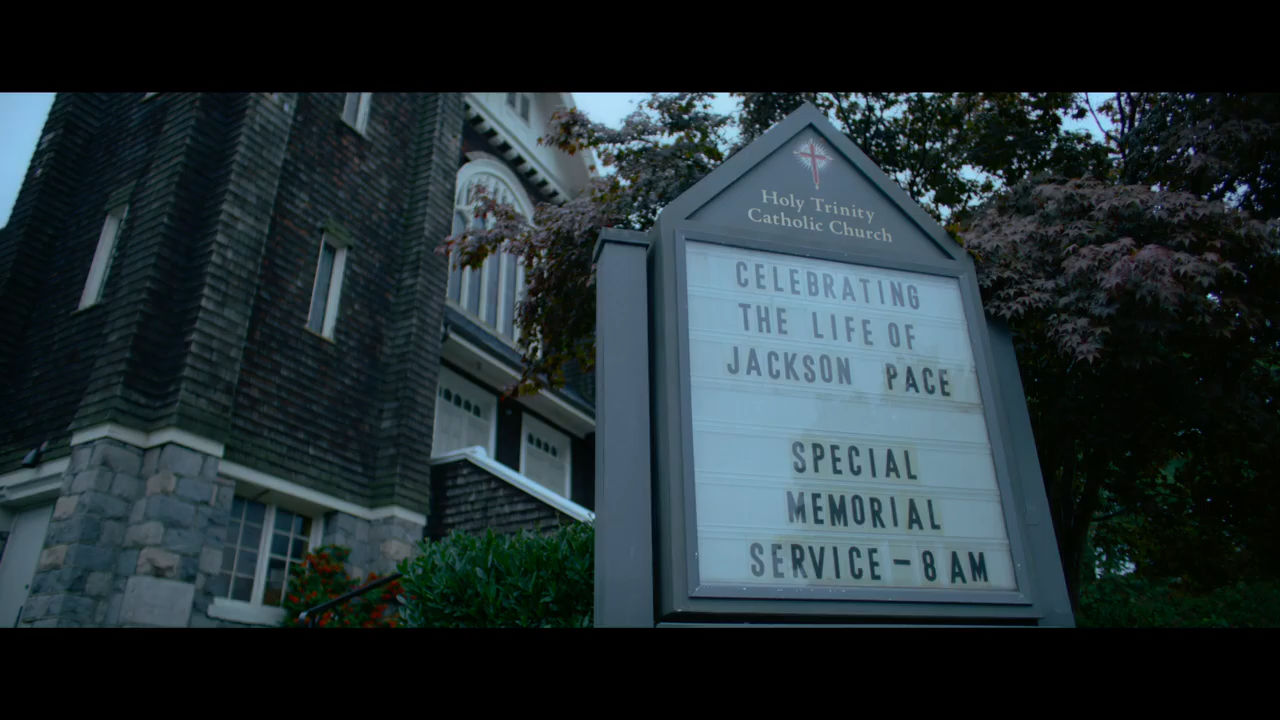 Holy Trinity
Catholic Church
CELEBRATING
THE LIFE OF
JACKSON PACE
SPECIAL
MEMORIAL
SERVICE - 8 AM